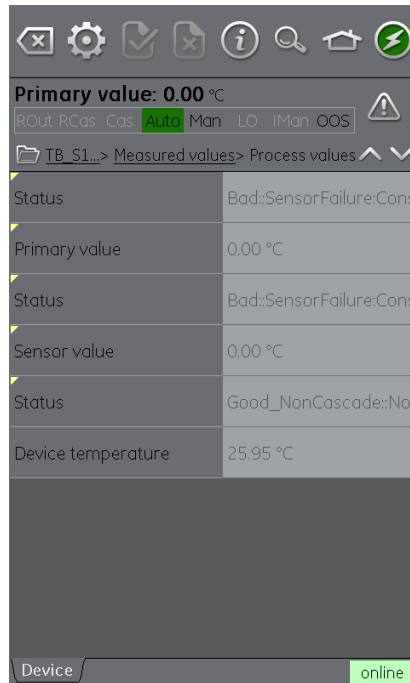 Primary value: 0.00 °C
ROut RCas Cas Auto Man LO IMan OOS
TB_S1...> Measured values> Process values
Status Bad::SensorFailure:Con
Primary value 0.00 °C
Status Bad::SensorFailure:Con
Sensor value 0.00 °C
Status Good_NonCascade::No
Device temperature 25.95 °C
Device online